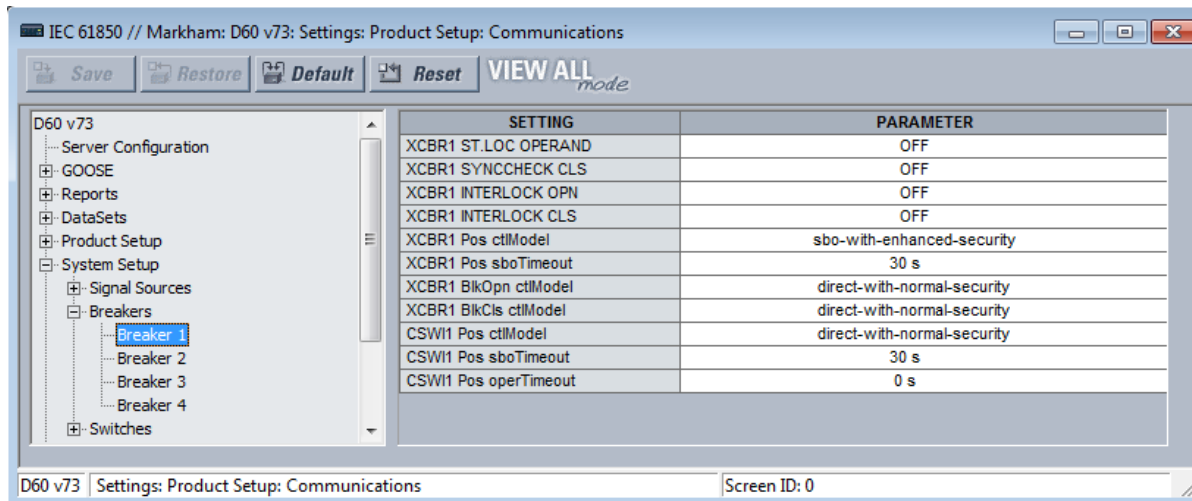 IEC 61850 // Markham: D60 v73: Settings: Product Setup: Communications
Save Restore Default Reset VIEW ALL mode
D60 v73
Server Configuration
GOOSE
Reports
DataSets
Product Setup
System Setup
Signal Sources
Breakers
Breaker 1
Breaker 2
Breaker 3
Breaker 4
Switches
SETTING PARAMETER
XCBR1 ST.LOC OPERAND OFF
XCBR1 SYNCCHECK CLS OFF
XCBR1 INTERLOCK OPN OFF
XCBR1 INTERLOCK CLS OFF
XCBR1 Pos ctlModel sbo-with-enhanced-security
XCBR1 Pos sboTimeout 30 s
XCBR1 BlkOpn ctlModel direct-with-normal-security
XCBR1 BlkCls ctlModel direct-with-normal-security
CSWI1 Pos ctlModel direct-with-normal-security
CSWI1 Pos sboTimeout 30 s
CSWI1 Pos operTimeout 0 s
D60 v73 Settings: Product Setup: Communications Screen ID: 0